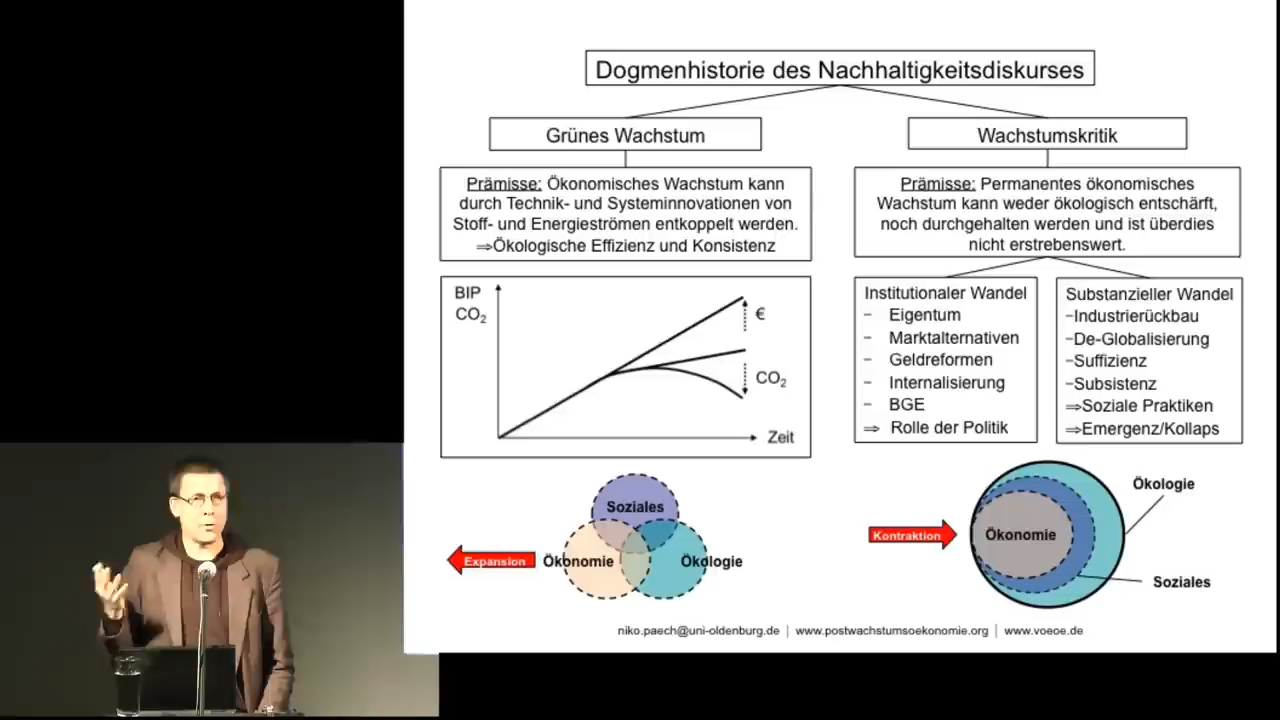 Dogmenhistorie des Nachhaltigkeitsdiskurses
Grünes Wachstum
Prämisse: Ökonomisches Wachstum kann
durch Technik- und Systeminnovationen von
Stoff- und Energieströmen entkoppelt werden.
⇒Ökologische Effizienz und Konsistenz
BIP
CO₂
€
CO₂
Zeit
Soziales
Expansion
Ökonomie
Ökologie
Wachstumskritik
Prämisse: Permanentes ökonomisches
Wachstum kann weder ökologisch entschärft,
noch durchgehalten werden und ist überdies
nicht erstrebenswert.
Institutionaler Wandel
- Eigentum
- Marktalternativen
- Geldreformen
- Internalisierung
- BGE
⇒ Rolle der Politik
Substanzieller Wandel
-Industrierückbau
-De-Globalisierung
-Suffizienz
-Subsistenz
⇒Soziale Praktiken
⇒Emergenz/Kollaps
Kontraktion
Ökonomie
Ökologie
Soziales
niko.paech@uni-oldenburg.de | www.postwachstumsoekonomie.org | www.voeoe.de